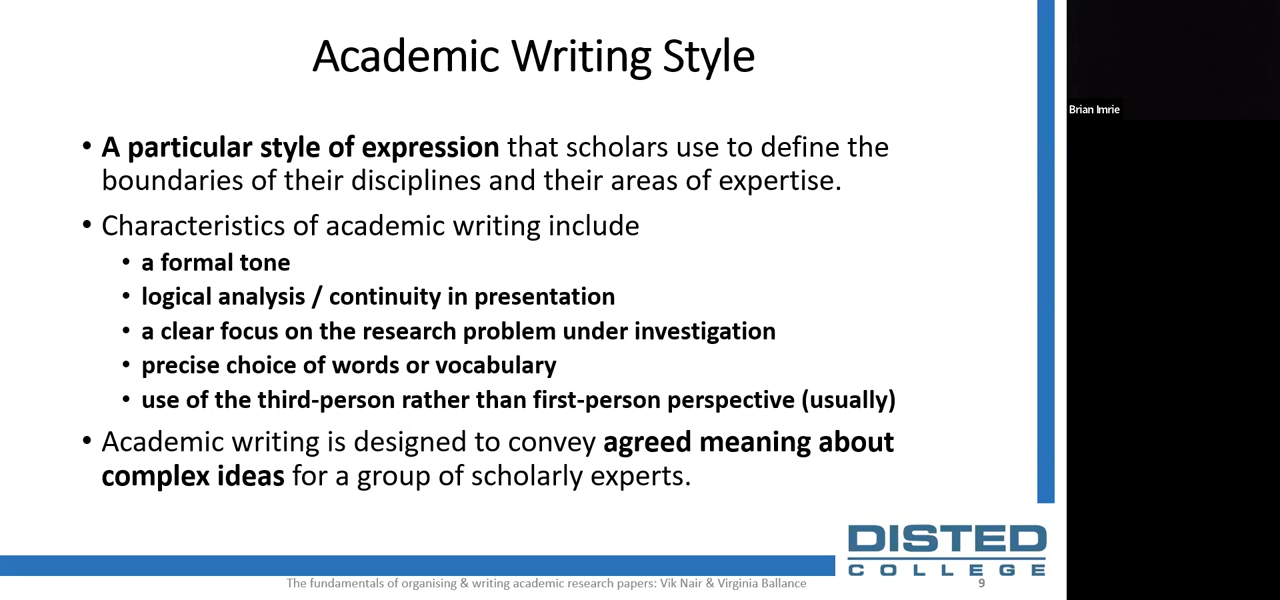 Academic Writing Style
• A particular style of expression that scholars use to define the
boundaries of their disciplines and their areas of expertise.
• Characteristics of academic writing include
• a formal tone
• logical analysis / continuity in presentation
• a clear focus on the research problem under investigation
• precise choice of words or vocabulary
• use of the third-person rather than first-person perspective (usually)
• Academic writing is designed to convey agreed meaning about
complex ideas for a group of scholarly experts.
DISTED
COLLEGE
The fundamentals of organising & writing academic research papers: Vik Nair & Virginia Ballance
9
Brian Imrie